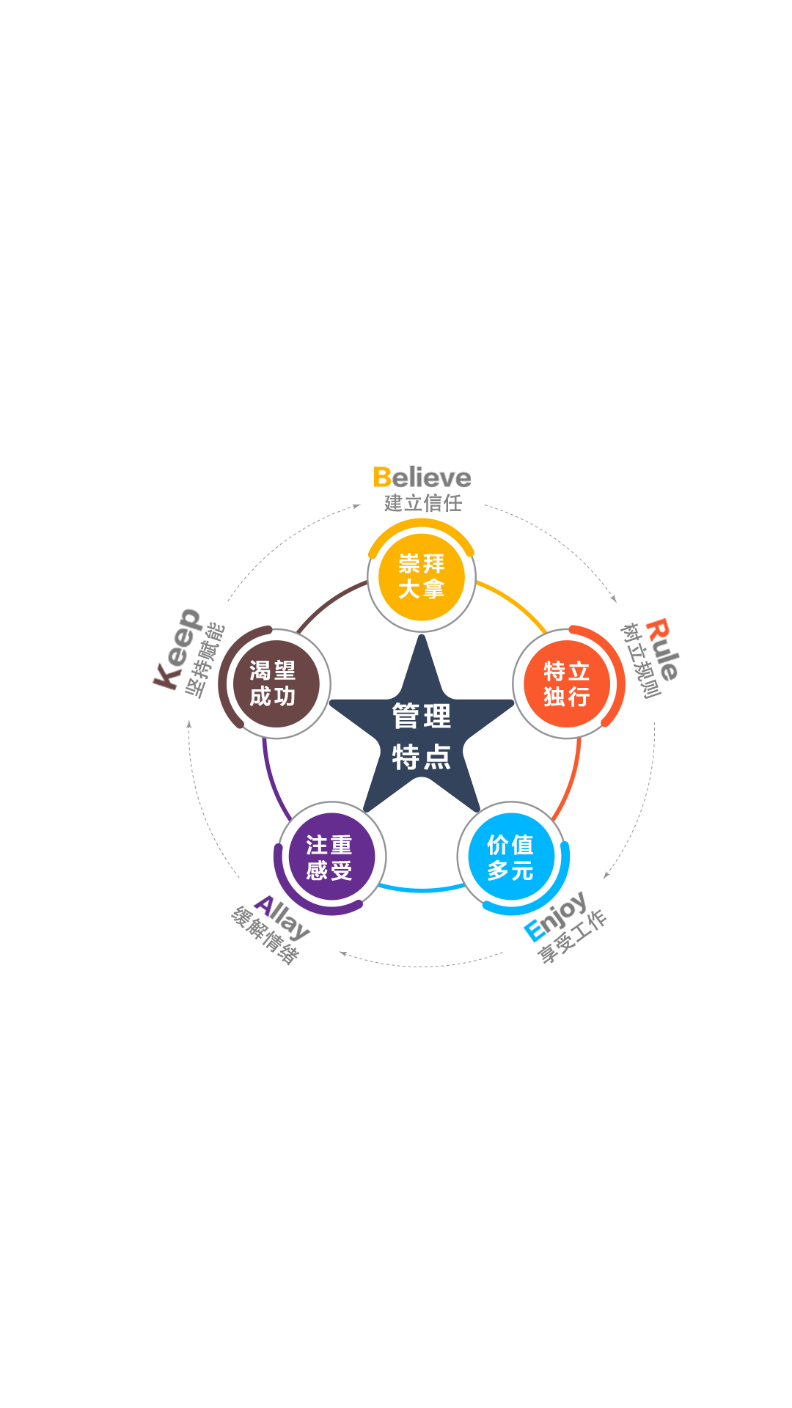 Believe
建立信任
崇拜
大拿
Rule
树立规则
特立
独行
Enjoy
享受工作
价值
多元
Allay
缓解情绪
注重
感受
Keep
坚持赋能
渴望
成功
管理
特点